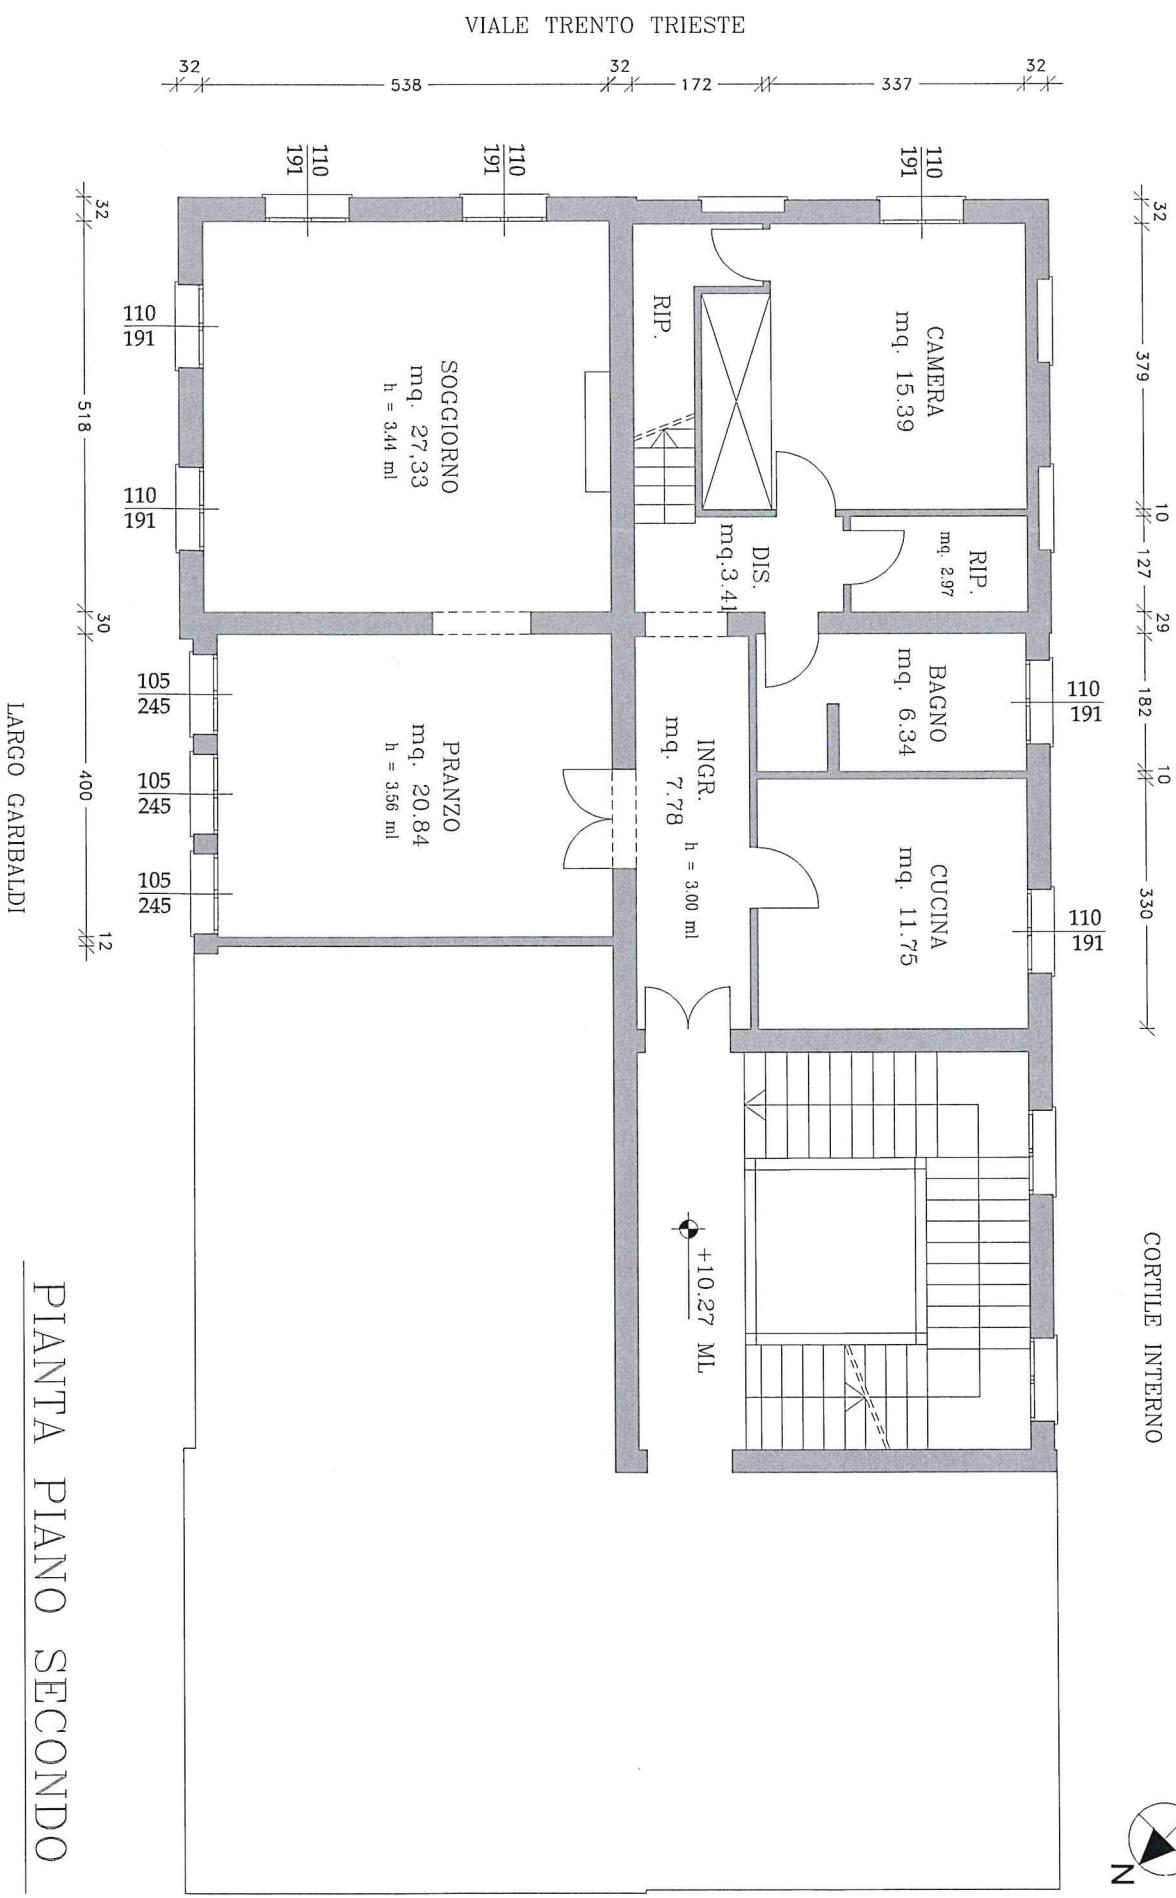 VIALE TRENTO TRIESTE
32
538
32
172
337
32
110
191
110
191
110
191
32
518
30
400
12
32
379
10
127
29
182
10
330
110
191
110
191
105
245
105
245
105
245
110
191
110
191
RIP.
CAMERA
mq. 15.39
SOGGIORNO
mq. 27,33
h = 3.44 ml
DIS.
mq.3.41
RIP.
mq. 2.97
BAGNO
mq. 6.34
PRANZO
mq. 20.84
h = 3.56 ml
INGR.
mq. 7.78
h = 3.00 ml
CUCINA
mq. 11.75
+10.27 ML
LARGO GARIBALDI
CORTILE INTERNO
PIANTA PIANO SECONDO
N